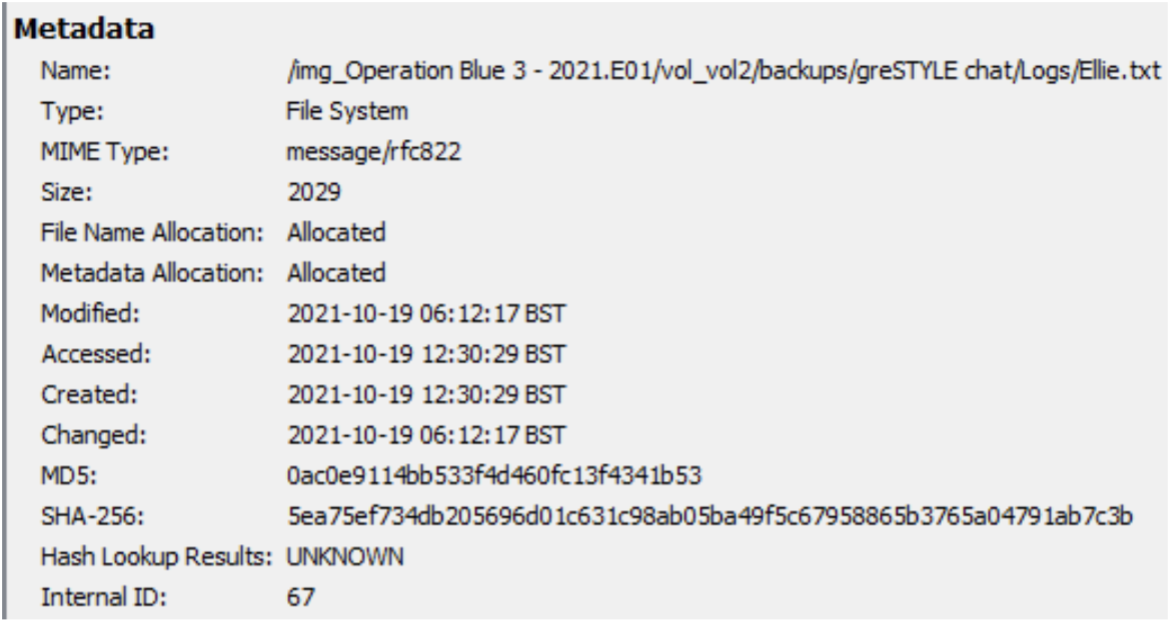 Metadata
Name: /img_Operation Blue 3 - 2021.E01/vol_vol2/backups/greSTYLE chat/Logs/Ellie.txt
Type: File System
MIME Type: message/rfc822
Size: 2029
File Name Allocation: Allocated
Metadata Allocation: Allocated
Modified: 2021-10-19 06:12:17 BST
Accessed: 2021-10-19 12:30:29 BST
Created: 2021-10-19 12:30:29 BST
Changed: 2021-10-19 06:12:17 BST
MD5: 0ac0e9114bb533f4d460fc13f4341b53
SHA-256: 5ea75ef734db205696d01c631c98ab05ba49f5c67958865b3765a04791ab7c3b
Hash Lookup Results: UNKNOWN
Internal ID: 67